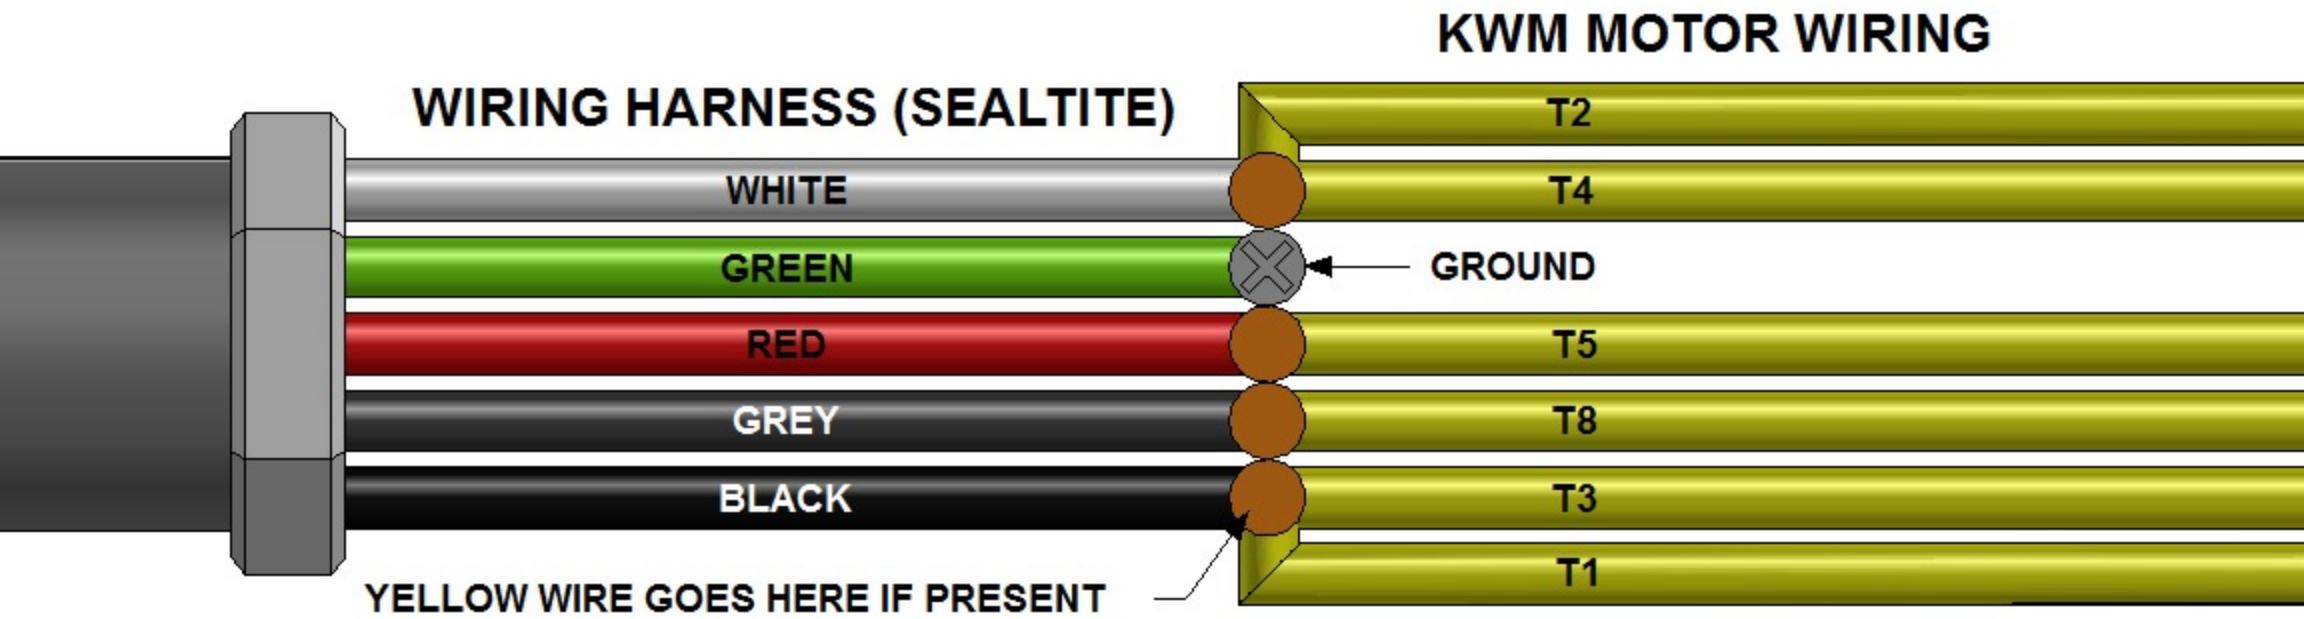 KWM MOTOR WIRING
WIRING HARNESS (SEALTITE)
T2
WHITE
T4
GREEN
GROUND
RED
T5
GREY
T8
BLACK
T3
T1
YELLOW WIRE GOES HERE IF PRESENT